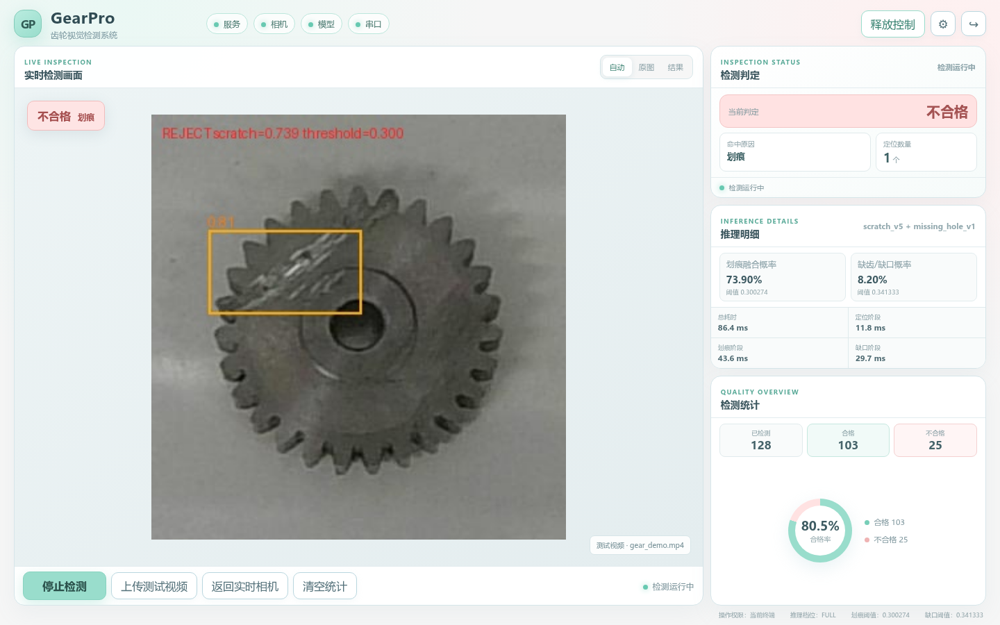 GP
GearPro
齿轮视觉检测系统
服务
相机
模型
串口
释放控制
LIVE INSPECTION
实时检测画面
自动
原图
结果
不合格 划痕
REJECT scratch=0.739 threshold=0.300
0.81
测试视频 · gear_demo.mp4
停止检测
上传测试视频
返回实时相机
清空统计
检测运行中
INSPECTION STATUS
检测判定
检测运行中
当前判定
不合格
命中原因
划痕
定位数量
1 个
检测运行中
INFERENCE DETAILS
推理明细
scratch_v5 + missing_hole_v1
划痕融合概率
73.90%
阈值 0.300274
缺齿/缺口概率
8.20%
阈值 0.341333
总耗时
86.4 ms
定位阶段
11.8 ms
划痕阶段
43.6 ms
缺口阶段
29.7 ms
QUALITY OVERVIEW
检测统计
已检测
128
合格
103
不合格
25
80.5%
合格率
合格 103
不合格 25
操作权限：当前终端
推理档位：FULL
划痕阈值：0.300274
缺口阈值：0.341333